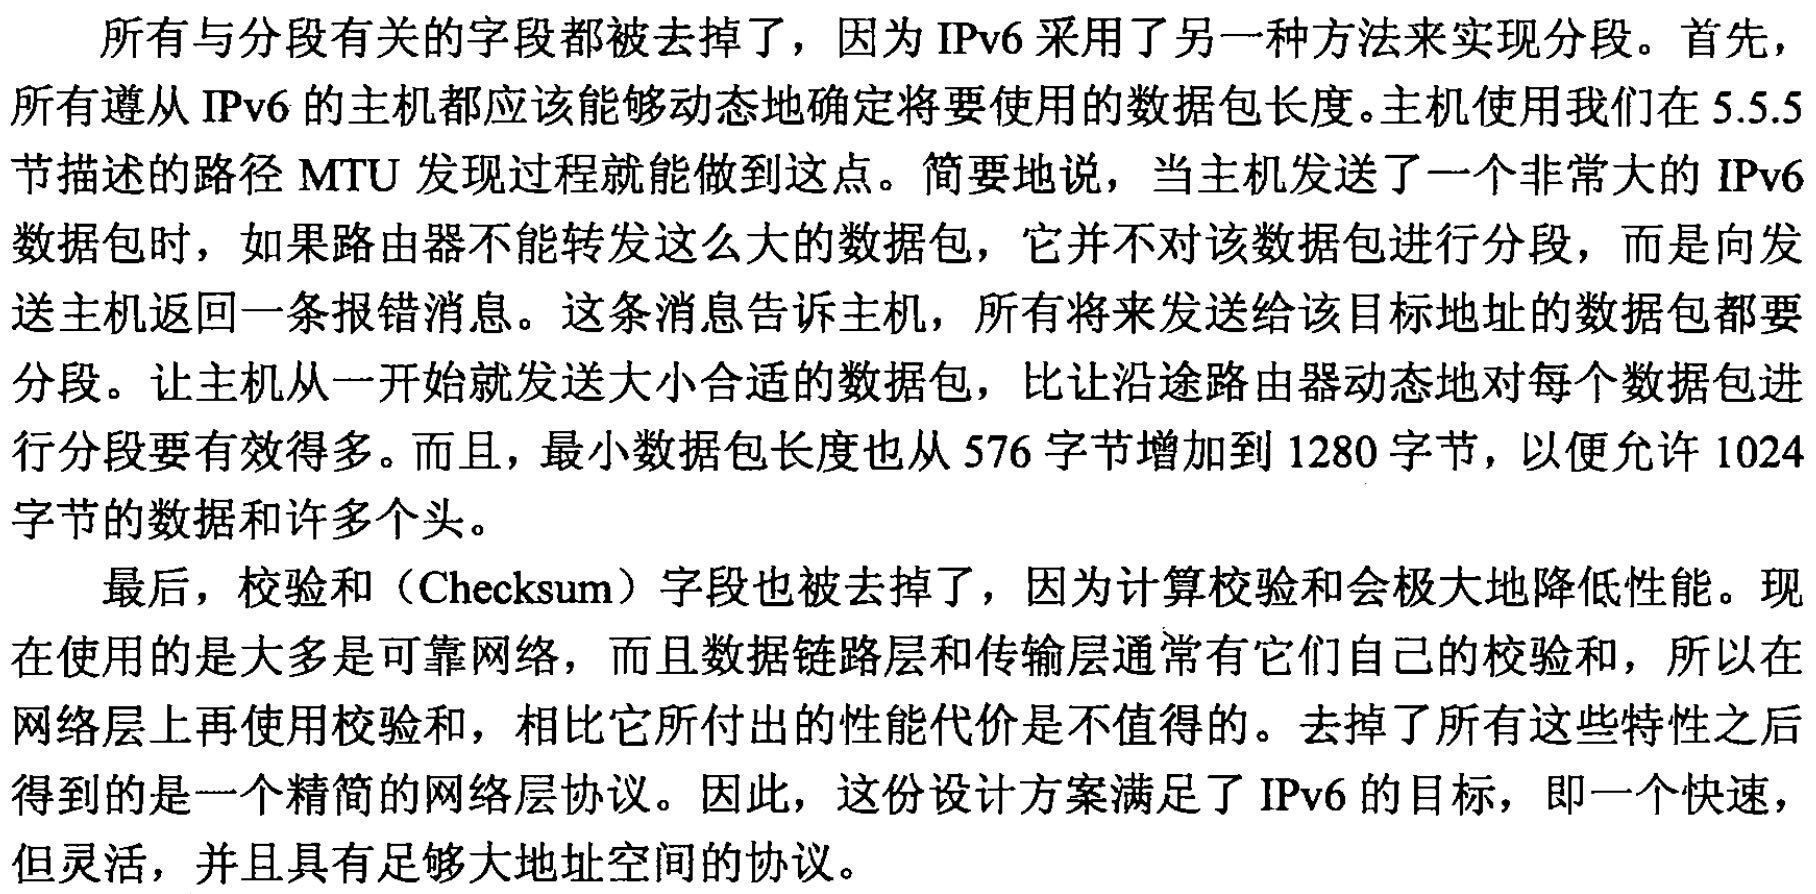 所有与分段有关的字段都被去掉了，因为 IPv6 采用了另一种方法来实现分段。首先，
所有遵从 IPv6 的主机都应该能够动态地确定将要使用的数据包长度。主机使用我们在 5.5.5
节描述的路径 MTU 发现过程就能做到这点。简要地说，当主机发送了一个非常大的 IPv6
数据包时，如果路由器不能转发这么大的数据包，它并不对该数据包进行分段，而是向发
送主机返回一条报错消息。这条消息告诉主机，所有将来发送给该目标地址的数据包都要
分段。让主机从一开始就发送大小合适的数据包，比让沿途路由器动态地对每个数据包进
行分段要有效得多。而且，最小数据包长度也从 576 字节增加到 1280 字节，以便允许 1024
字节的数据和许多个头。
最后，校验和（Checksum）字段也被去掉了，因为计算校验和会极大地降低性能。现
在使用的是大多是可靠网络，而且数据链路层和传输层通常有它们自己的校验和，所以在
网络层上再使用校验和，相比它所付出的性能代价是不值得的。去掉了所有这些特性之后
得到的是一个精简的网络层协议。因此，这份设计方案满足了 IPv6 的目标，即一个快速，
但灵活，并且具有足够大地址空间的协议。